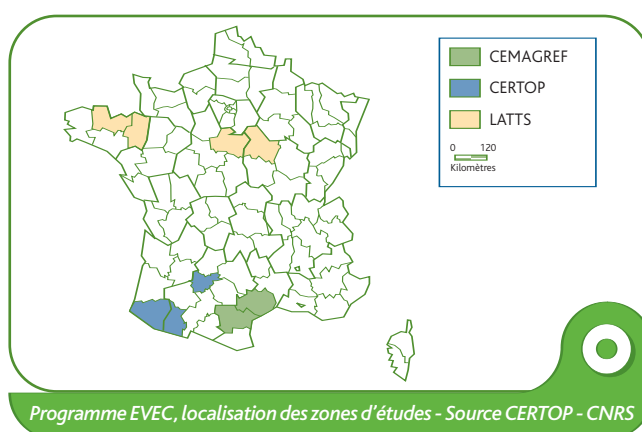 CEMAGREF
CERTOP
LATTS
0 120
Kilomètres
Programme EVEC, localisation des zones d'études - Source CERTOP - CNRS